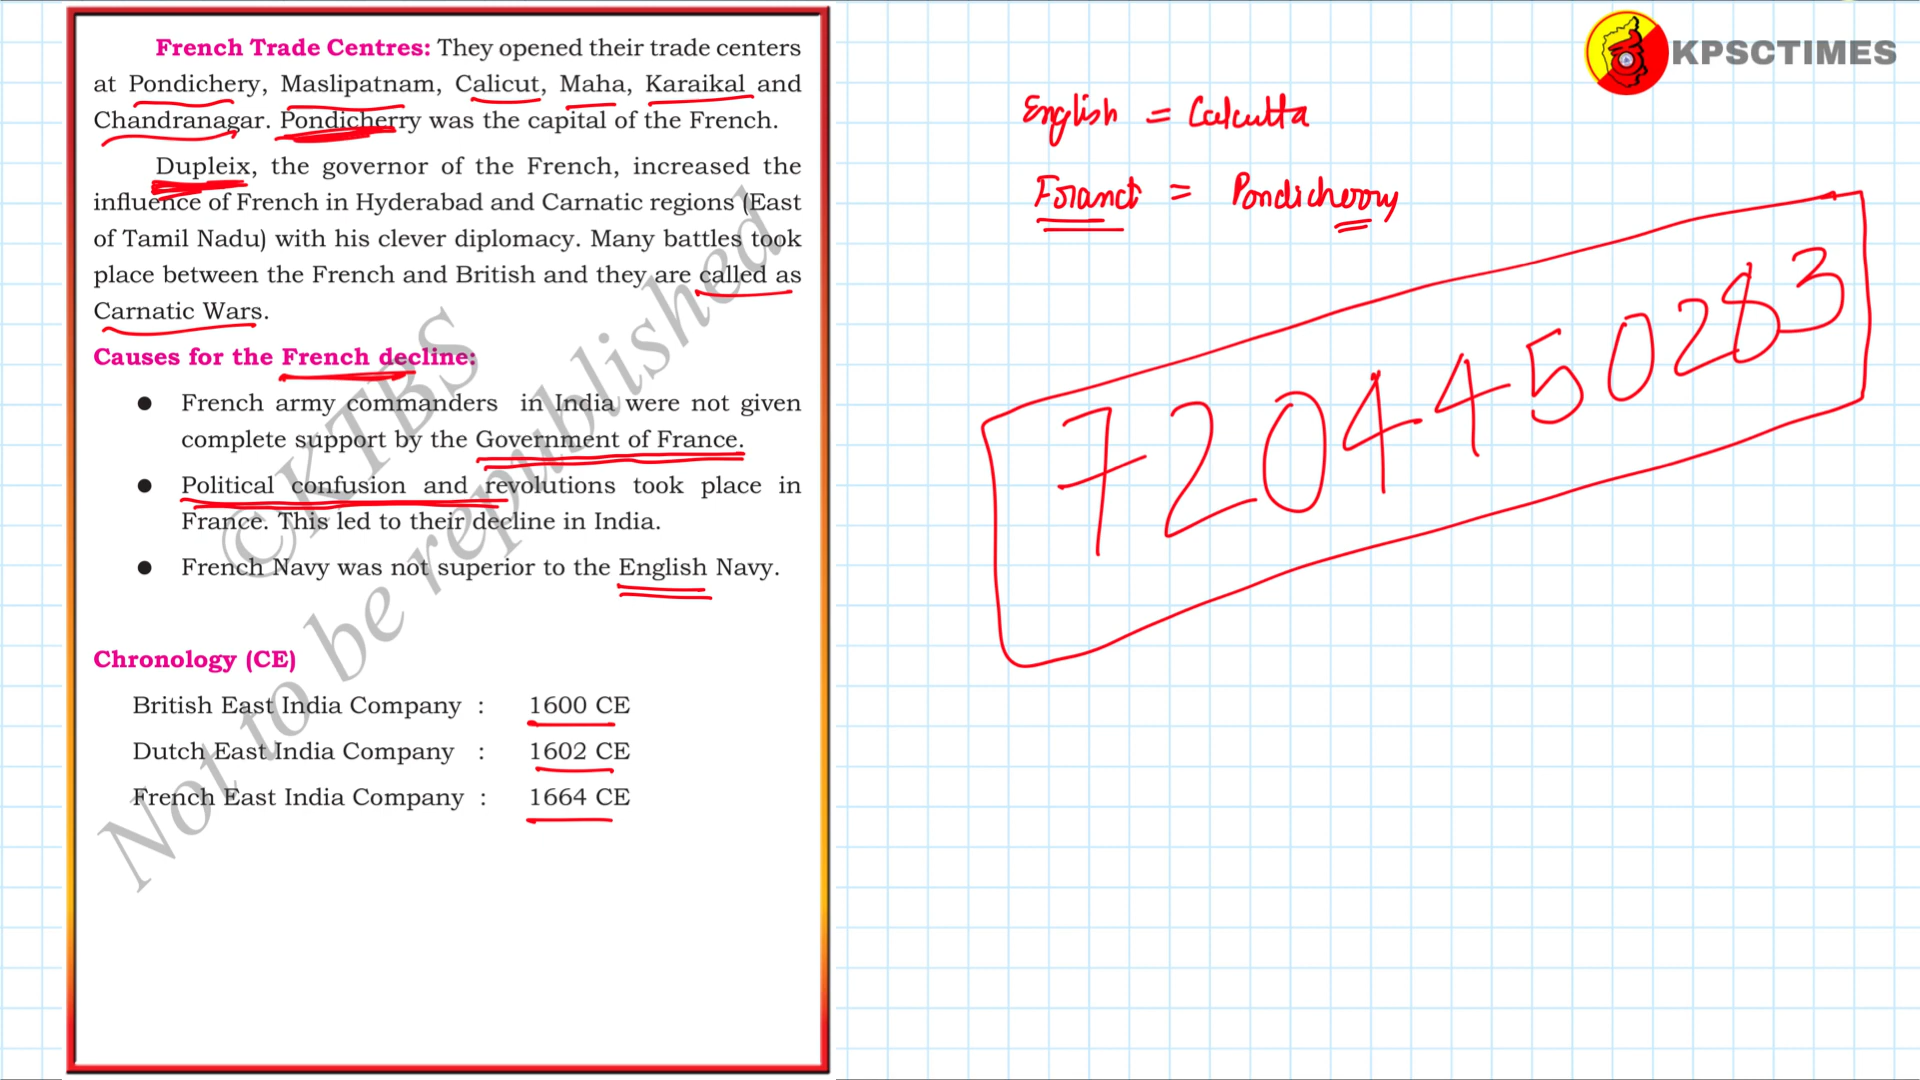 French Trade Centres: They opened their trade centers
at Pondichery, Maslipatnam, Calicut, Maha, Karaikal and
Chandranagar. Pondicherry was the capital of the French.
Dupleix, the governor of the French, increased the
influence of French in Hyderabad and Carnatic regions (East
of Tamil Nadu) with his clever diplomacy. Many battles took
place between the French and British and they are called as
Carnatic Wars.
Causes for the French decline:
● French army commanders in India were not given
complete support by the Government of France.
● Political confusion and revolutions took place in
France. This led to their decline in India.
● French Navy was not superior to the English Navy.
Chronology (CE)
British East India Company : 1600 CE
Dutch East India Company : 1602 CE
French East India Company : 1664 CE
©KTBS
Not to be republished
KPSCTIMES
English = Calcutta
= Pondicherry
7204450283